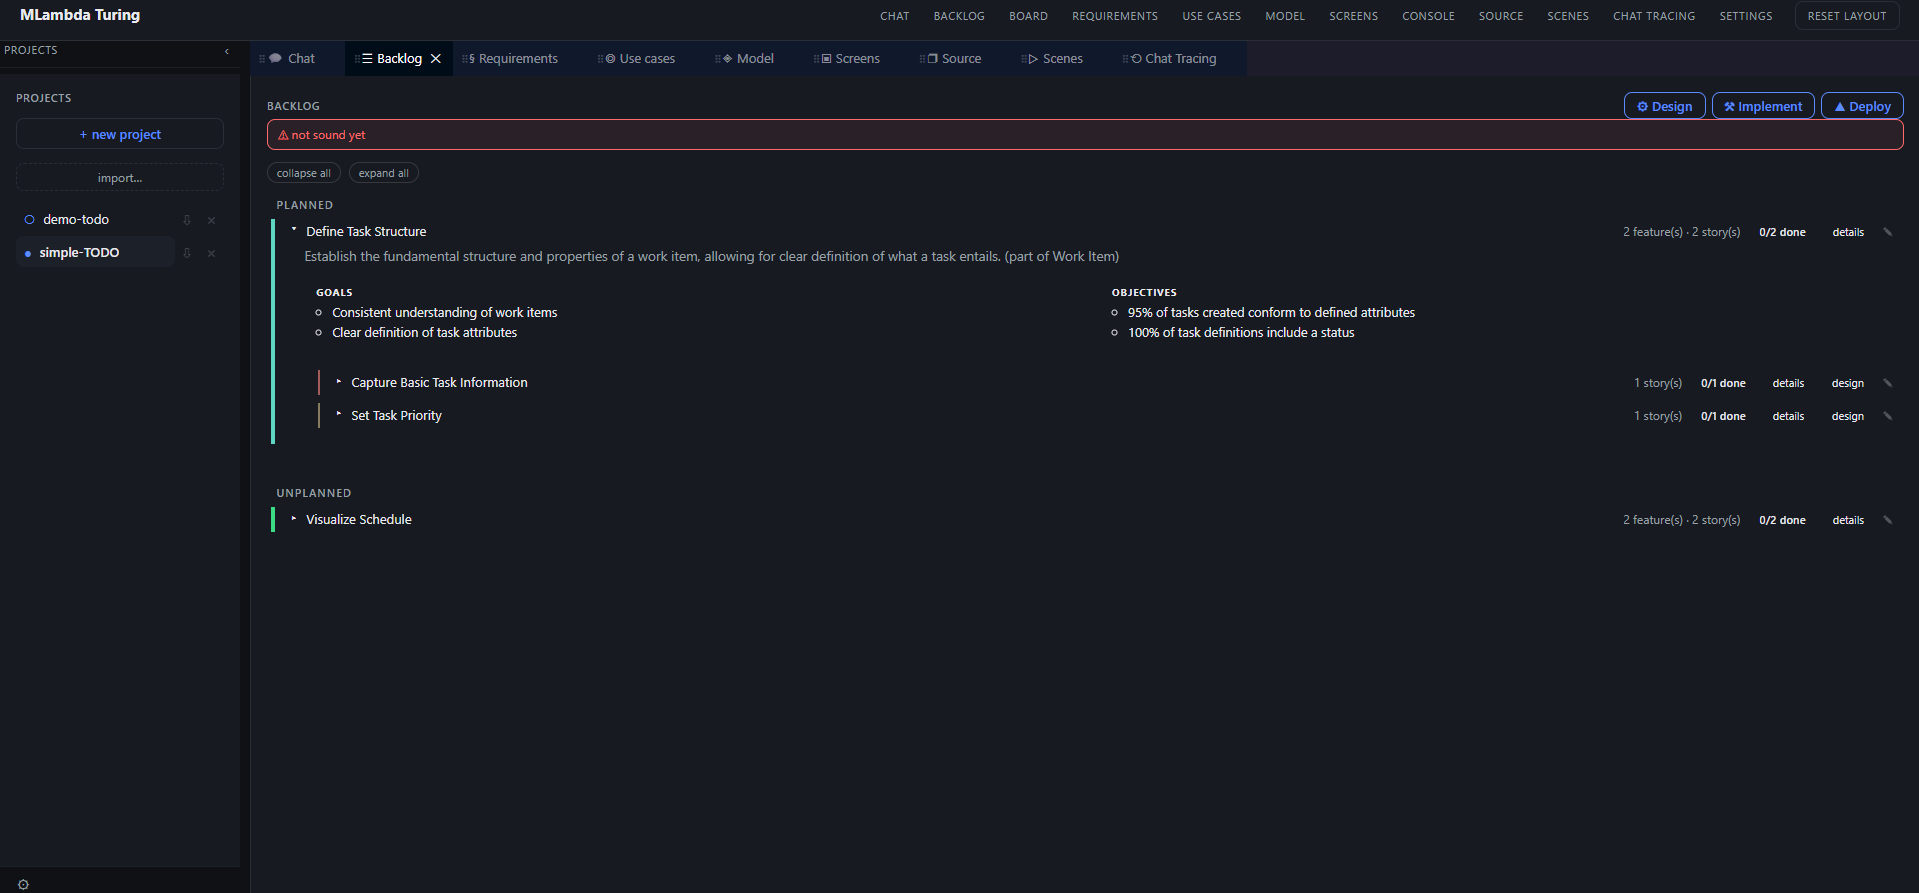 MLambda Turing
CHAT BACKLOG BOARD REQUIREMENTS USE CASES MODEL SCREENS CONSOLE SOURCE SCENES CHAT TRACING SETTINGS RESET LAYOUT
PROJECTS
Chat Backlog Requirements Use cases Model Screens Source Scenes Chat Tracing
PROJECTS
+ new project
import...
demo-todo
simple-TODO
BACKLOG
Design Implement Deploy
⚠ not sound yet
collapse all expand all
PLANNED
Define Task Structure 2 feature(s) · 2 story(s) 0/2 done details
Establish the fundamental structure and properties of a work item, allowing for clear definition of what a task entails. (part of Work Item)
GOALS
Consistent understanding of work items
Clear definition of task attributes
OBJECTIVES
95% of tasks created conform to defined attributes
100% of task definitions include a status
Capture Basic Task Information 1 story(s) 0/1 done details design
Set Task Priority 1 story(s) 0/1 done details design
UNPLANNED
Visualize Schedule 2 feature(s) · 2 story(s) 0/2 done details